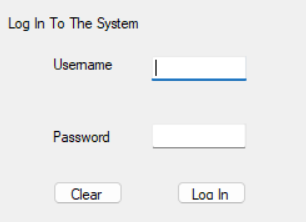 Log In To The System
Username
Password
Clear
Log In